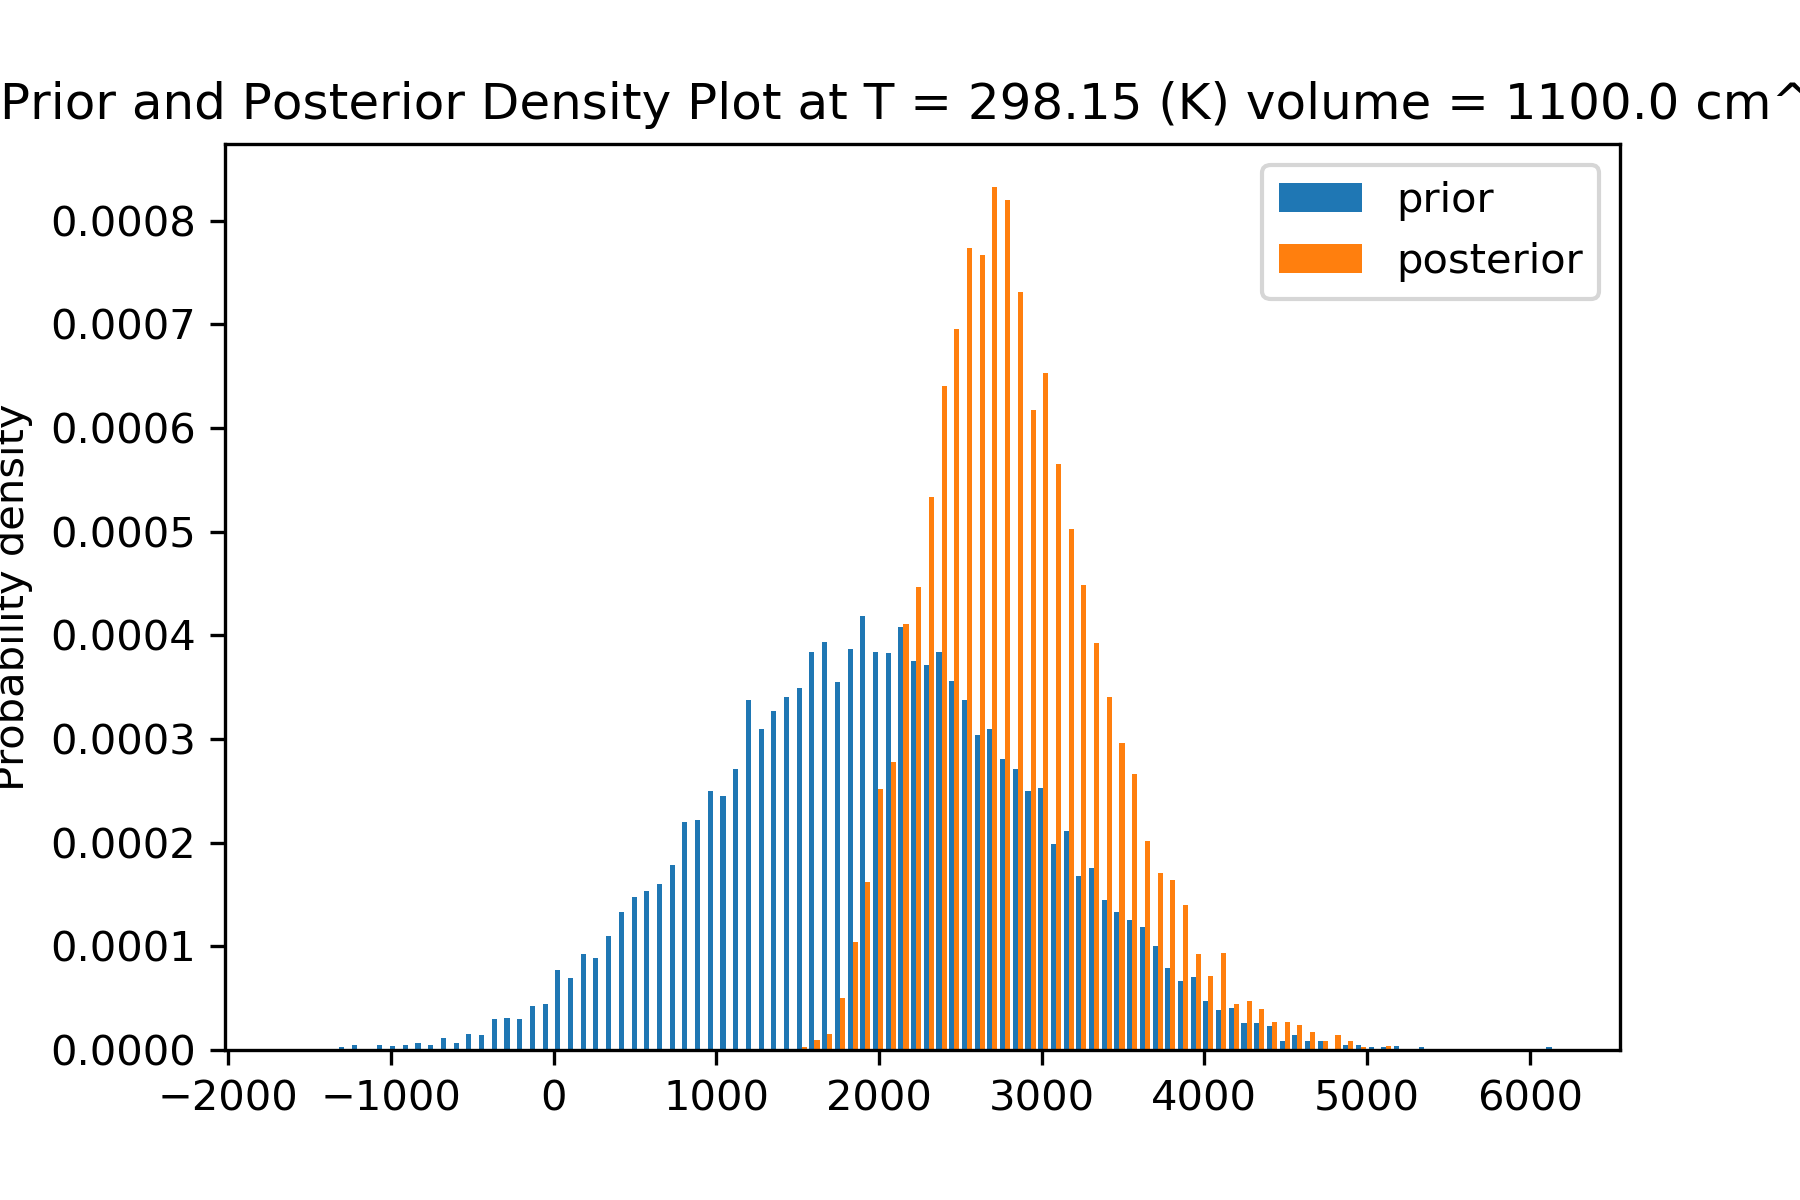 Prior and Posterior Density Plot at T = 298.15 (K) volume = 1100.0 cm^
prior
posterior
Probability density
0.0008
0.0007
0.0006
0.0005
0.0004
0.0003
0.0002
0.0001
0.0000
−2000 −1000 0 1000 2000 3000 4000 5000 6000